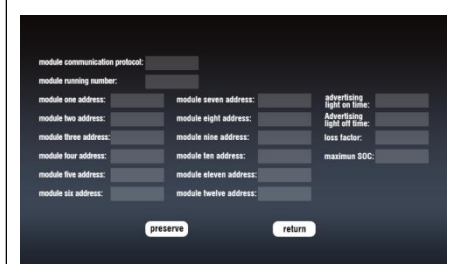 module communication protocol:
module running number:
module one address: module seven address: advertising light on time:
module two address: module eight address: Advertising light off time:
module three address: module nine address: loss factor:
module four address: module ten address: maximun SOC:
module five address: module eleven address:
module six address: module twelve address:
preserve return